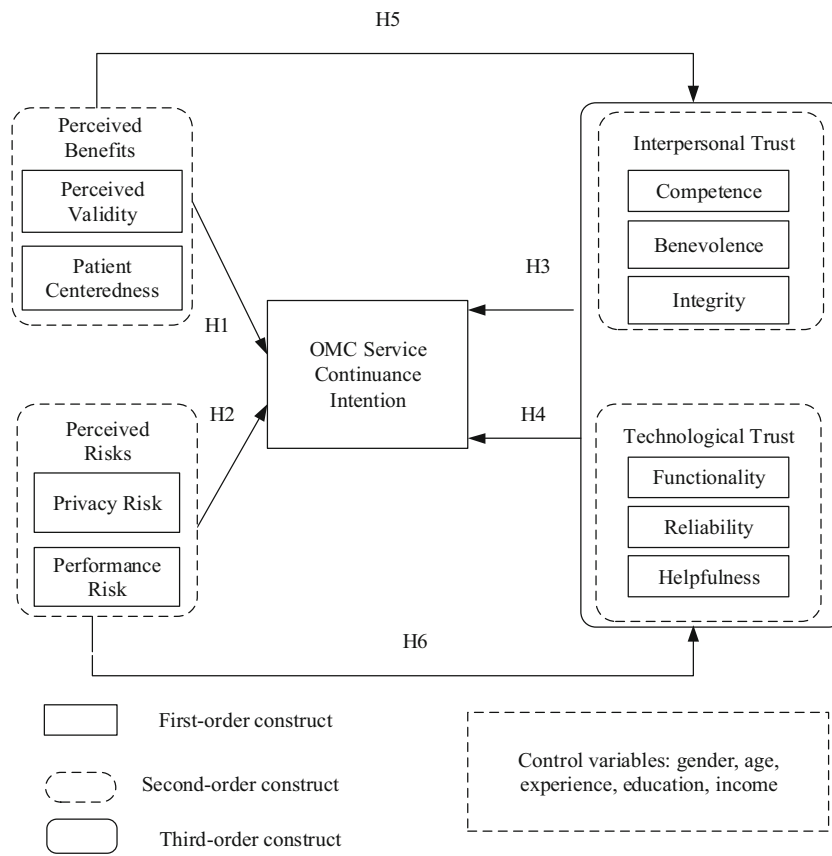 H5
Perceived
Benefits
Perceived
Validity
Patient
Centeredness
H1
Interpersonal Trust
Competence
Benevolence
Integrity
H3
OMC Service
Continuance
Intention
H2
H4
Perceived
Risks
Privacy Risk
Performance
Risk
Technological Trust
Functionality
Reliability
Helpfulness
H6
First-order construct
Second-order construct
Third-order construct
Control variables: gender, age,
experience, education, income